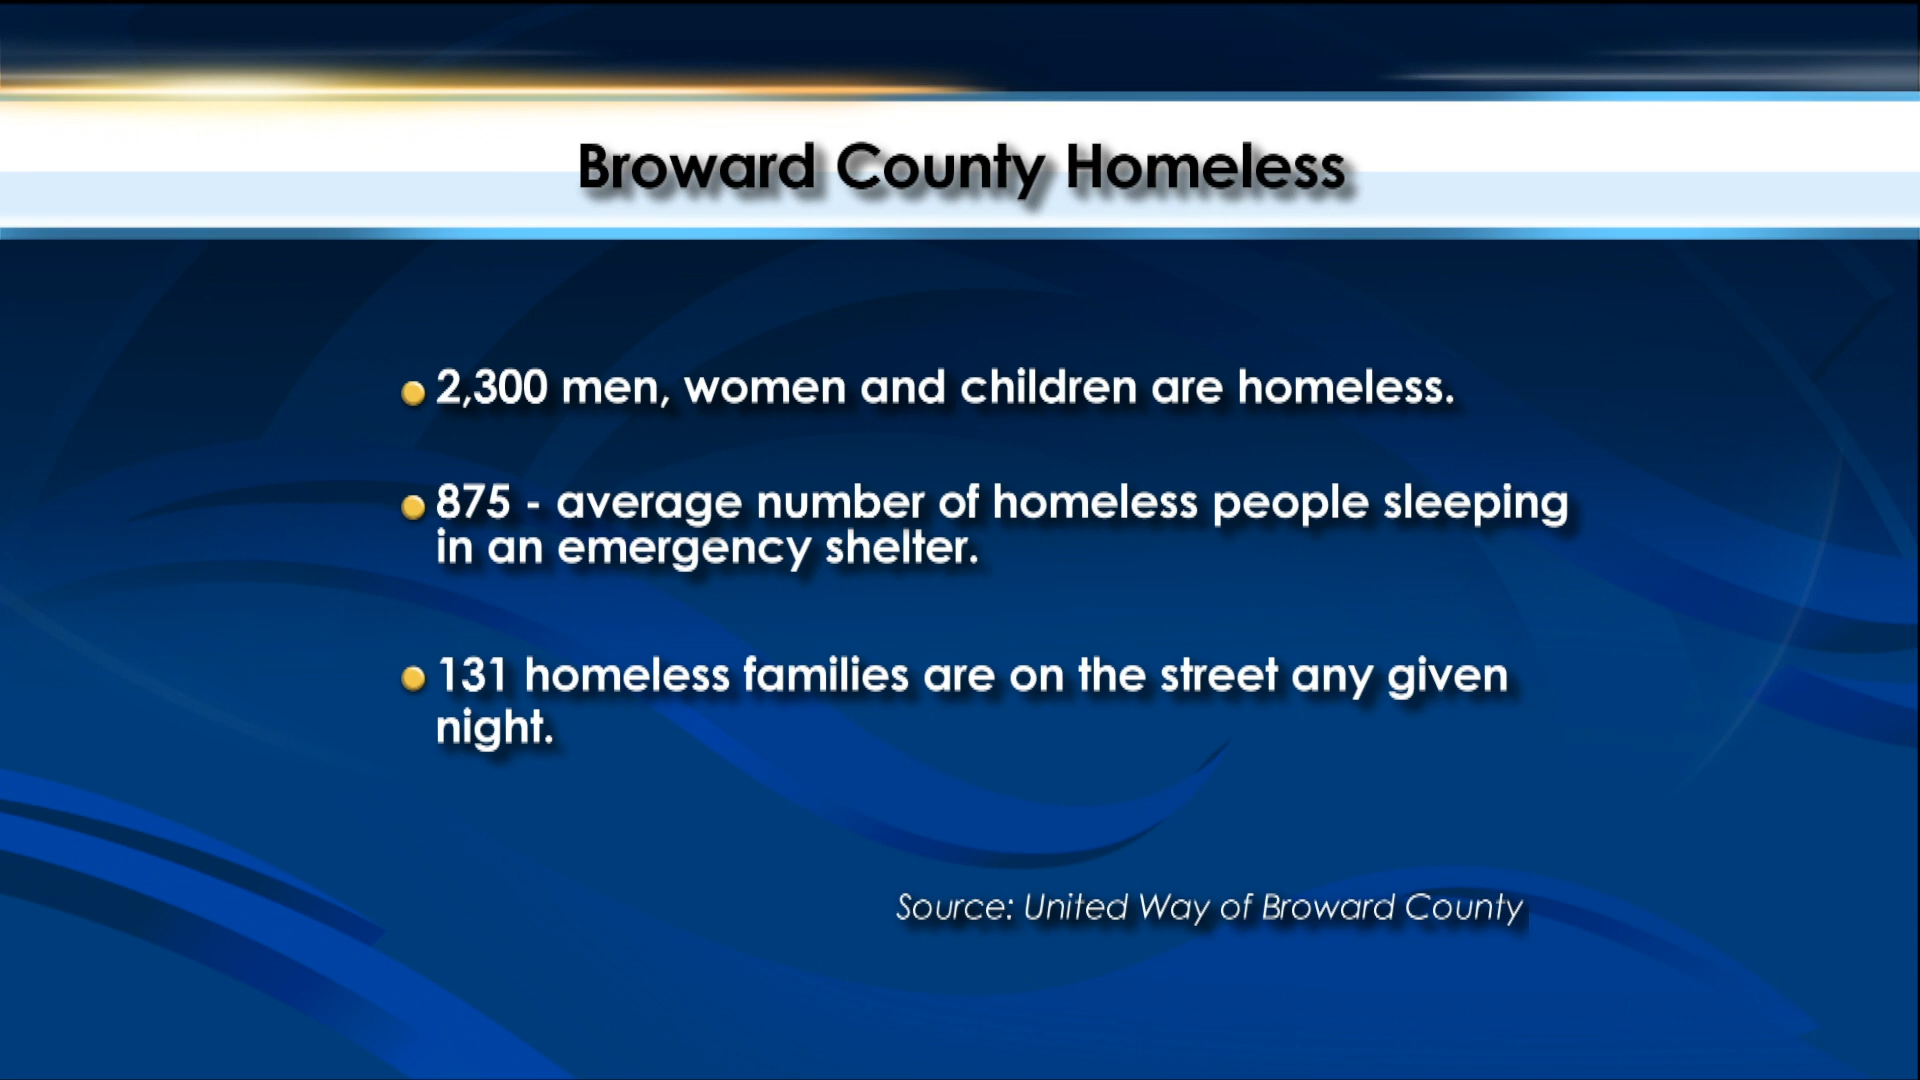 Broward County Homeless
2,300 men, women and children are homeless.
875 - average number of homeless people sleeping
in an emergency shelter.
131 homeless families are on the street any given
night.
Source: United Way of Broward County